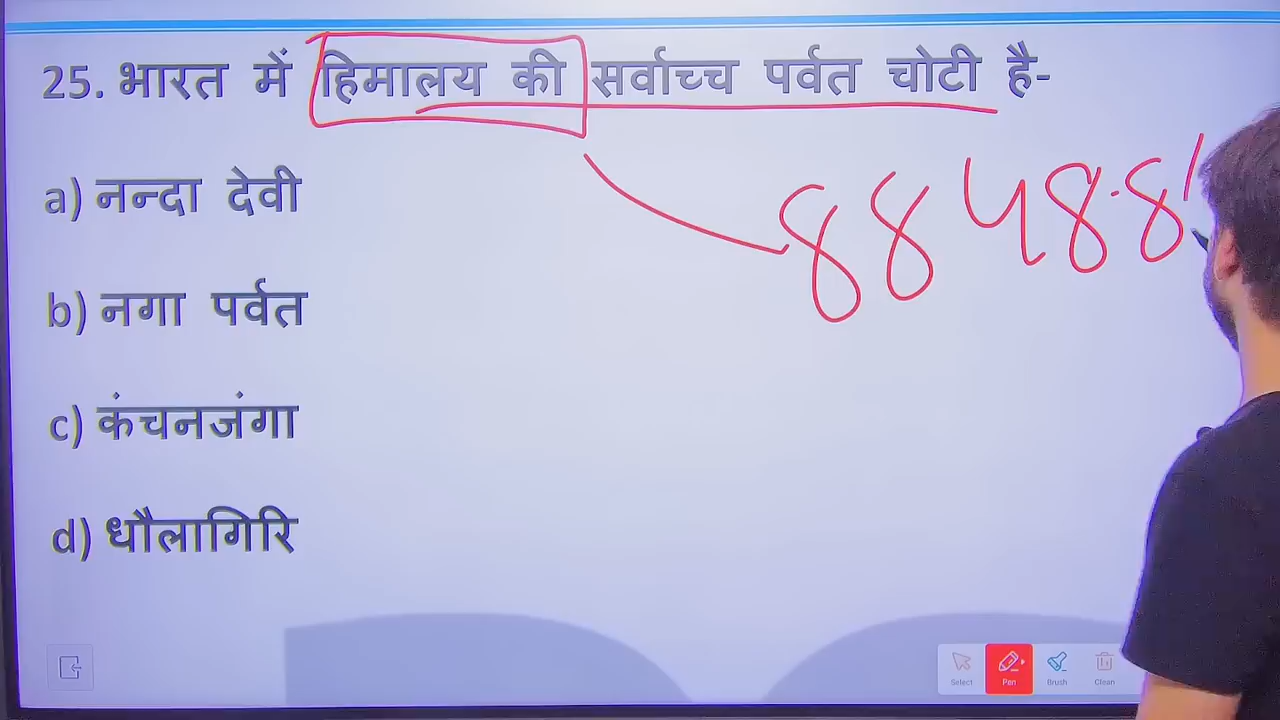 25. भारत में हिमालय की सर्वाच्च पर्वत चोटी है-
8848.8
a) नन्दा देवी
b) नगा पर्वत
c) कंचनजंगा
d) धौलागिरि
Select Pen Brush Clean